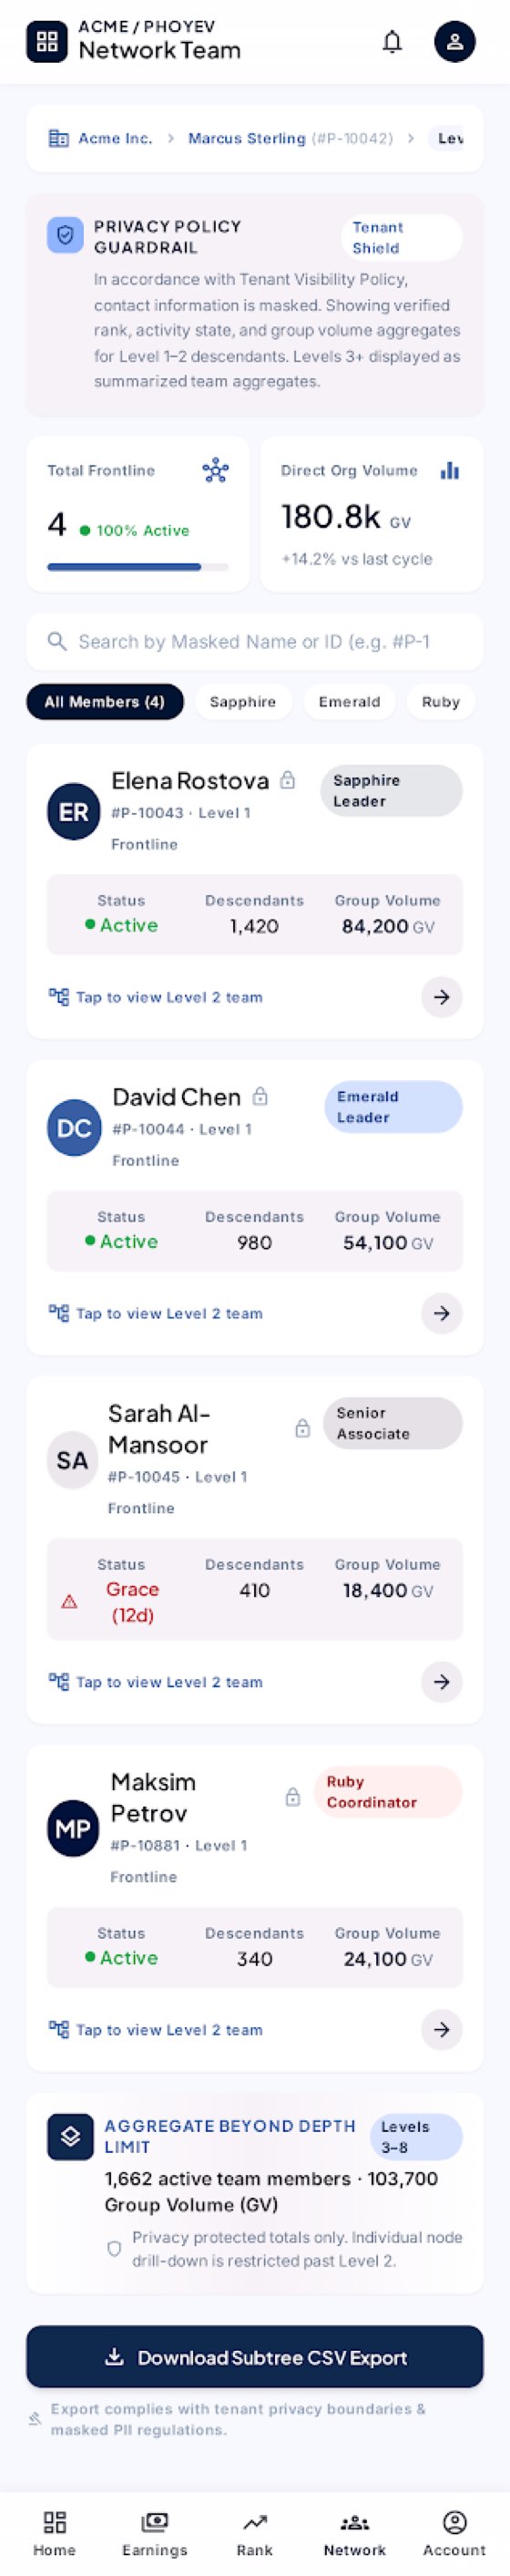 ACME / PHOYEV
Network Team
Acme Inc. > Marcus Sterling (#P-10042) >
PRIVACY POLICY
GUARDRAIL
Tenant
Shield
In accordance with Tenant Visibility Policy,
contact information is masked. Showing verified
rank, activity state, and group volume aggregates
for Level 1–2 descendants. Levels 3+ displayed as
summarized team aggregates.
Total Frontline
4 ● 100% Active
Direct Org Volume
180.8k GV
+14.2% vs last cycle
Search by Masked Name or ID (e.g. #P-1
All Members (4) Sapphire Emerald Ruby
ER
Elena Rostova
#P-10043 · Level 1
Frontline
Sapphire
Leader
Status Descendants Group Volume
● Active 1,420 84,200 GV
Tap to view Level 2 team
DC
David Chen
#P-10044 · Level 1
Frontline
Emerald
Leader
Status Descendants Group Volume
● Active 980 54,100 GV
Tap to view Level 2 team
SA
Sarah Al-
Mansoor
#P-10045 · Level 1
Frontline
Senior
Associate
Status Descendants Group Volume
Grace 410 18,400 GV
(12d)
Tap to view Level 2 team
MP
Maksim
Petrov
#P-10881 · Level 1
Frontline
Ruby
Coordinator
Status Descendants Group Volume
● Active 340 24,100 GV
Tap to view Level 2 team
AGGREGATE BEYOND DEPTH
LIMIT
Levels
3–8
1,662 active team members · 103,700
Group Volume (GV)
Privacy protected totals only. Individual node
drill-down is restricted past Level 2.
Download Subtree CSV Export
Export complies with tenant privacy boundaries &
masked PII regulations.
Home Earnings Rank Network Account